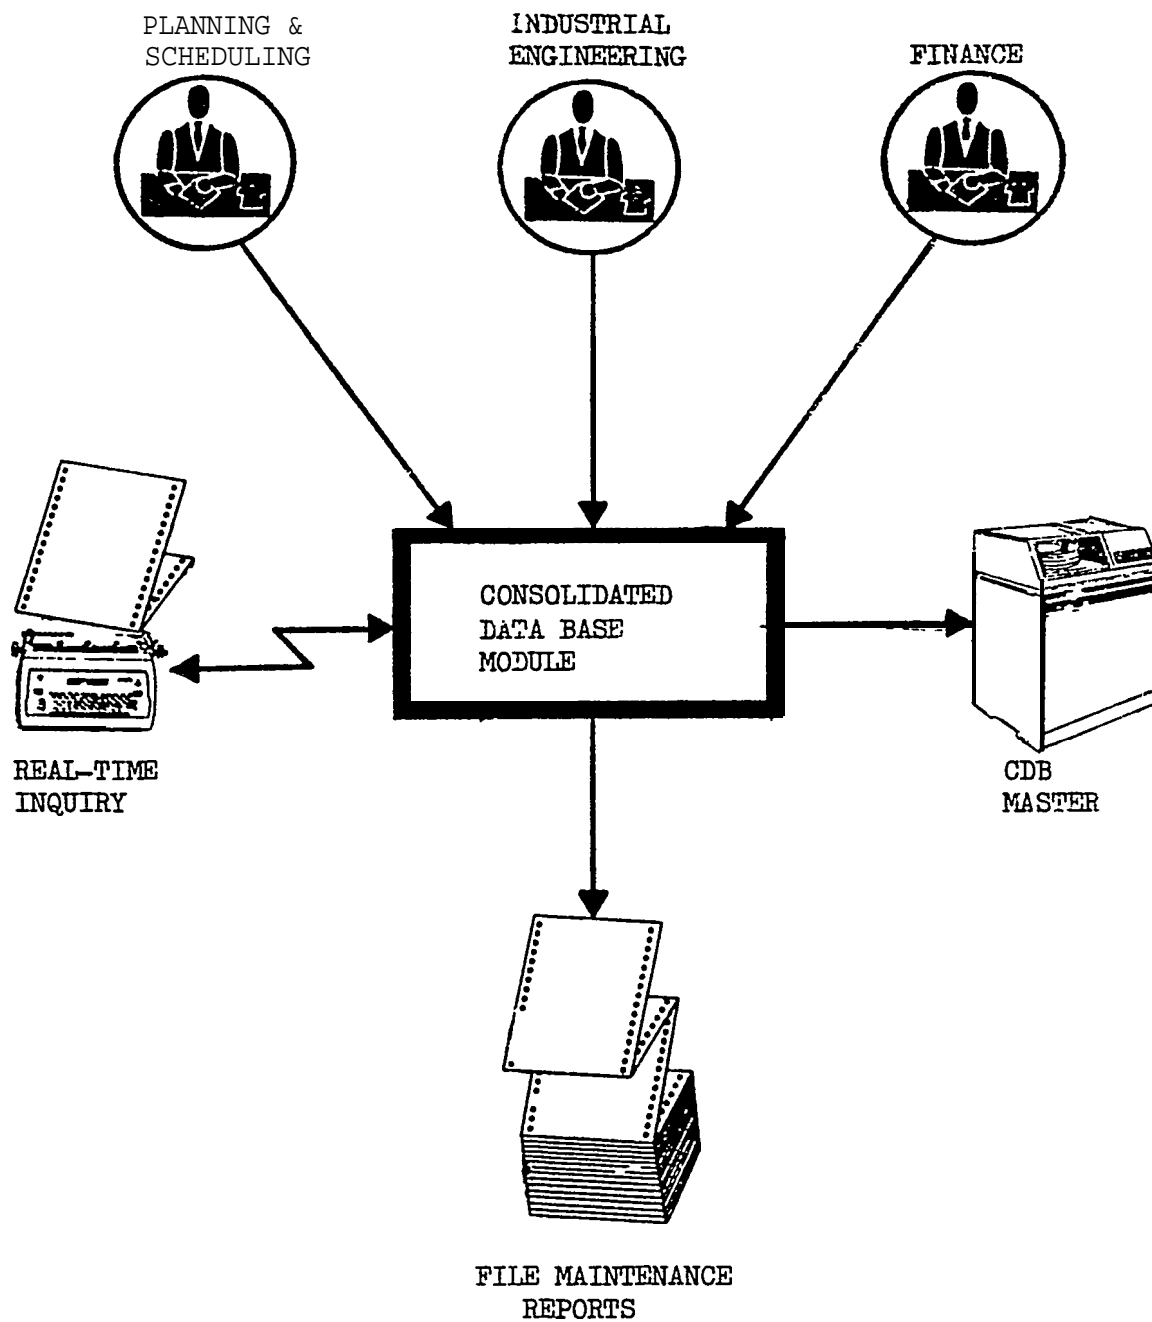 PLANNING &
SCHEDULING
INDUSTRIAL
ENGINEERING
FINANCE
CONSOLIDATED
DATA BASE
MODULE
REAL-TIME
INQUIRY
CDB
MASTER
FILE MAINTENANCE
REPORTS